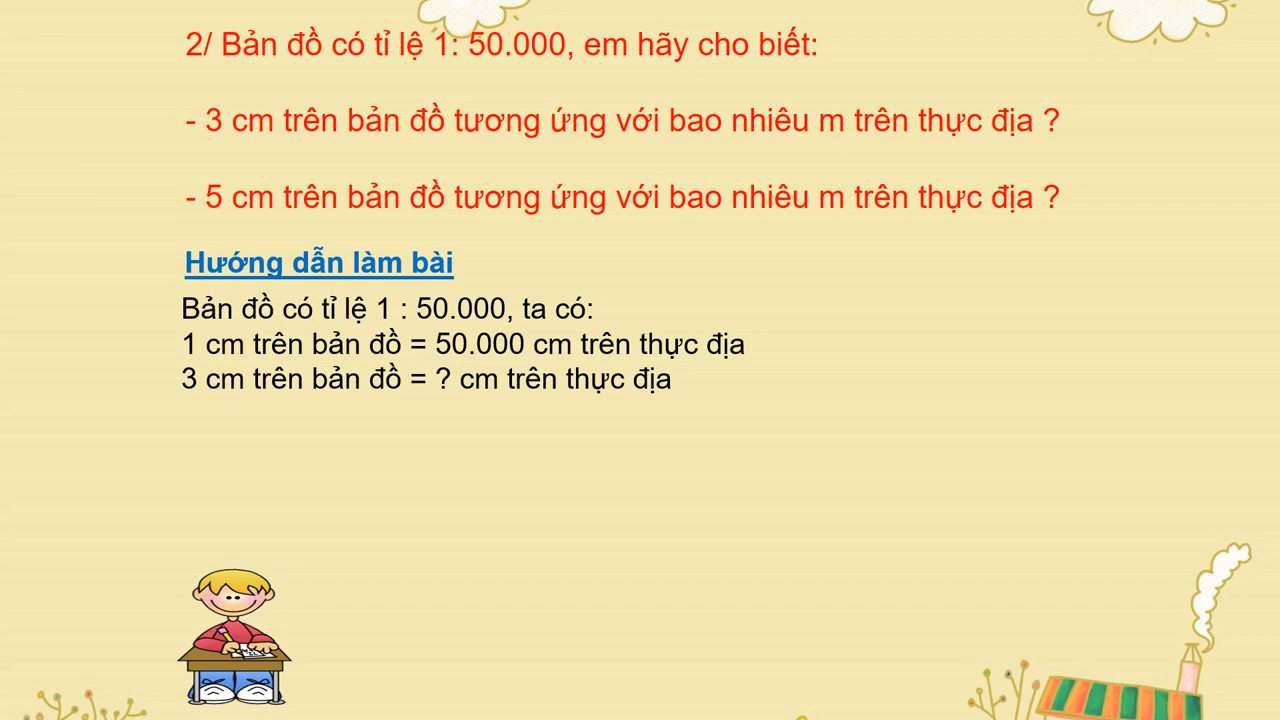 2/ Bản đồ có tỉ lệ 1: 50.000, em hãy cho biết:
- 3 cm trên bản đồ tương ứng với bao nhiêu m trên thực địa ?
- 5 cm trên bản đồ tương ứng với bao nhiêu m trên thực địa ?
Hướng dẫn làm bài
Bản đồ có tỉ lệ 1 : 50.000, ta có:
1 cm trên bản đồ = 50.000 cm trên thực địa
3 cm trên bản đồ = ? cm trên thực địa